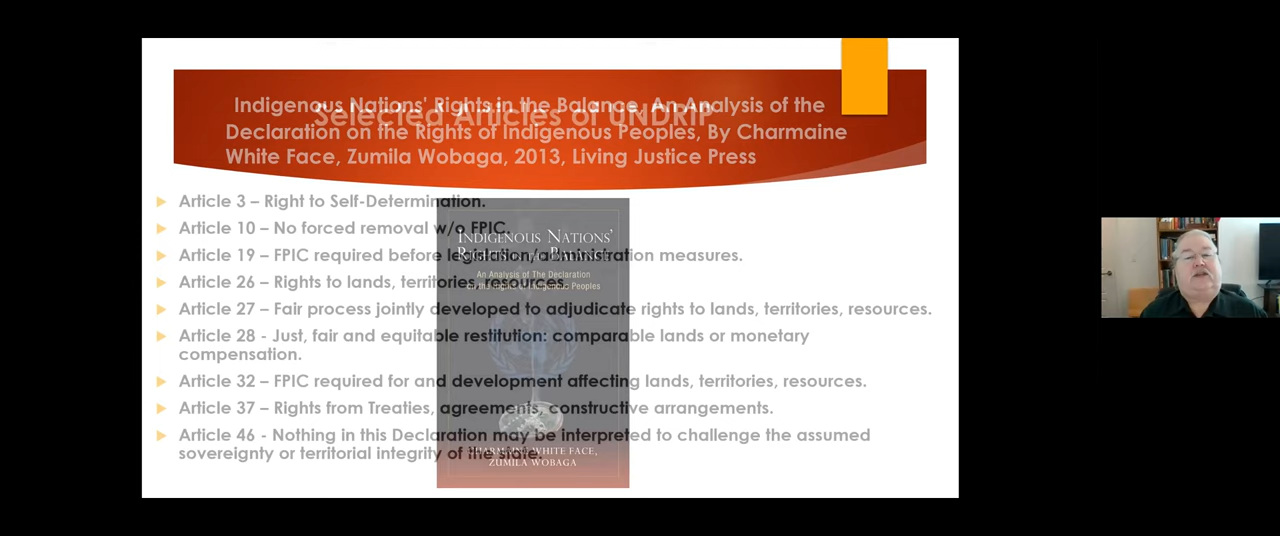 Indigenous Nations' Rights in the Balance, An Analysis of the
Declaration on the Rights of Indigenous Peoples, By Charmaine
White Face, Zumila Wobaga, 2013, Living Justice Press
Selected Articles of UNDRIP
Article 3 – Right to Self-Determination.
Article 10 – No forced removal w/o FPIC.
Article 19 – FPIC required before legislation/administration measures.
Article 26 – Rights to lands, territories, resources.
Article 27 – Fair process jointly developed to adjudicate rights to lands, territories, resources.
Article 28 - Just, fair and equitable restitution: comparable lands or monetary
compensation.
Article 32 – FPIC required for and development affecting lands, territories, resources.
Article 37 – Rights from Treaties, agreements, constructive arrangements.
Article 46 - Nothing in this Declaration may be interpreted to challenge the assumed
sovereignty or territorial integrity of the state.
INDIGENOUS NATIONS'
RIGHTS IN THE BALANCE
An Analysis of The Declaration
on the Rights of Indigenous Peoples
CHARMAINE WHITE FACE,
ZUMILA WOBAGA